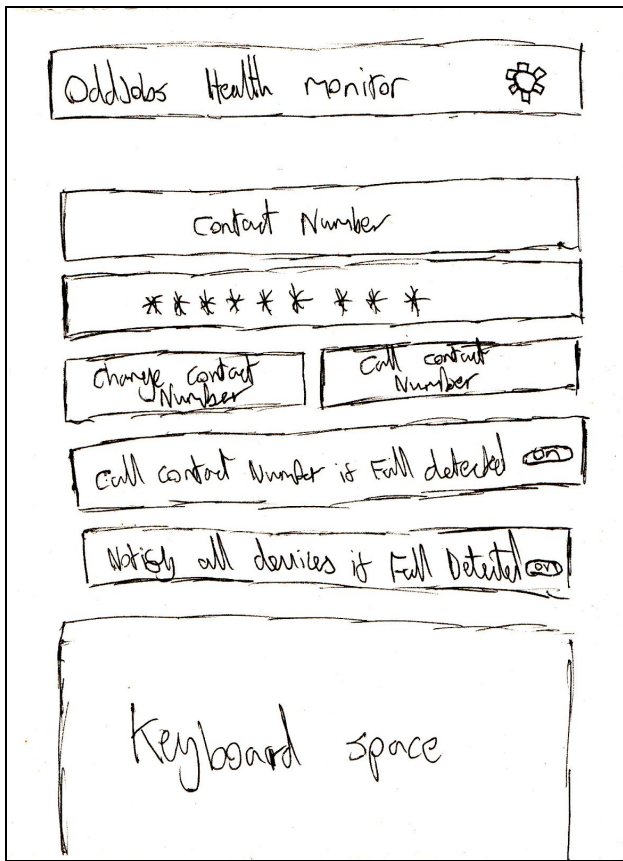 OddJobs Health monitor
Contact Number
* * * * * * * * *
Change contact
Number
Call contact
Number
Call contact Number if Fall detected on
Notify all devices if Fall Detected on
Keyboard space